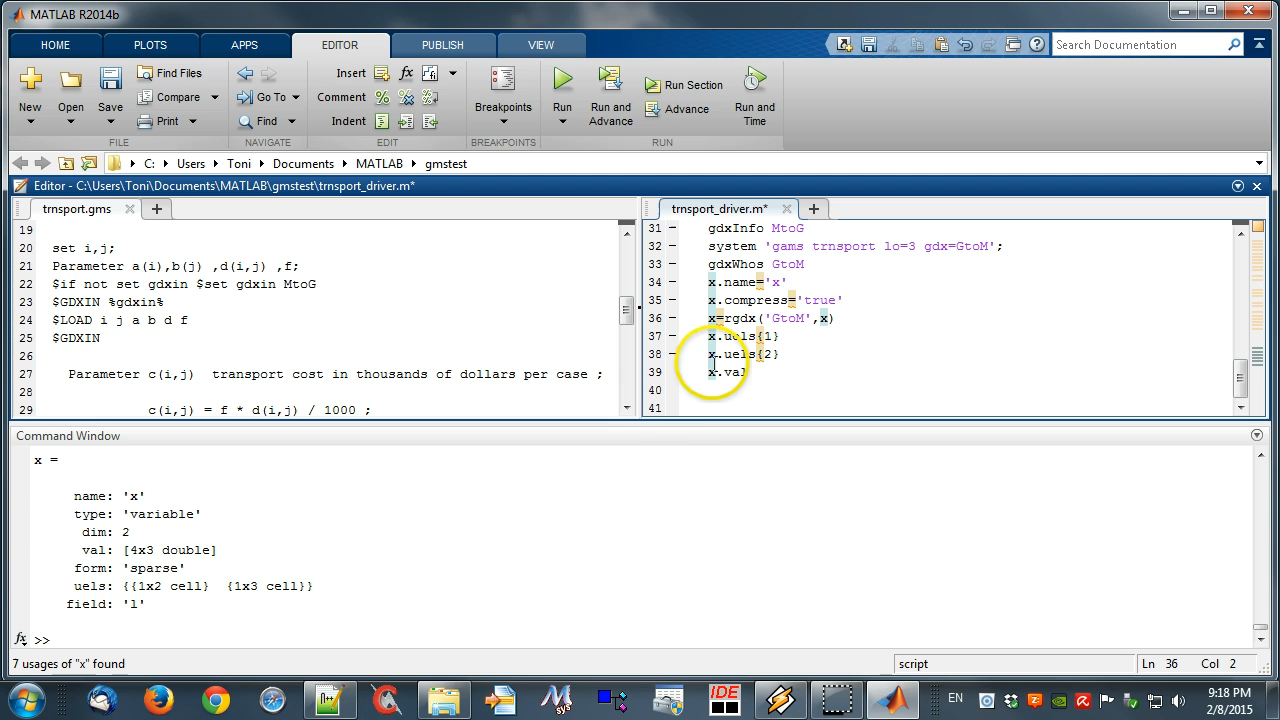 MATLAB R2014b
HOME PLOTS APPS EDITOR PUBLISH VIEW Search Documentation
New Open Save Find Files Compare Print
Insert Comment Indent Go To Find
Breakpoints Run Run and Advance Run Section Advance Run and Time
FILE NAVIGATE EDIT BREAKPOINTS RUN
C: Users Toni Documents MATLAB gmstest
Editor - C:\Users\Toni\Documents\MATLAB\gmstest\trnsport_driver.m*
trnsport.gms
19
20 set i,j;
21 Parameter a(i),b(j) ,d(i,j) ,f;
22 $if not set gdxin $set gdxin MtoG
23 $GDXIN %gdxin%
24 $LOAD i j a b d f
25 $GDXIN
26
27 Parameter c(i,j)  transport cost in thousands of dollars per case ;
28
29 c(i,j) = f * d(i,j) / 1000 ;
trnsport_driver.m*
31 gdxInfo MtoG
32 system 'gams trnsport lo=3 gdx=GtoM';
33 gdxWhos GtoM
34 x.name='x'
35 x.compress='true'
36 x=rgdx('GtoM',x)
37 x.uels{1}
38 x.uels{2}
39 x.val
40
41
Command Window
x =
name: 'x'
type: 'variable'
dim: 2
val: [4x3 double]
form: 'sparse'
uels: {{1x2 cell}  {1x3 cell}}
field: 'l'
fx >>
7 usages of "x" found script Ln 36 Col 2
IDE EN 9:18 PM
2/8/2015